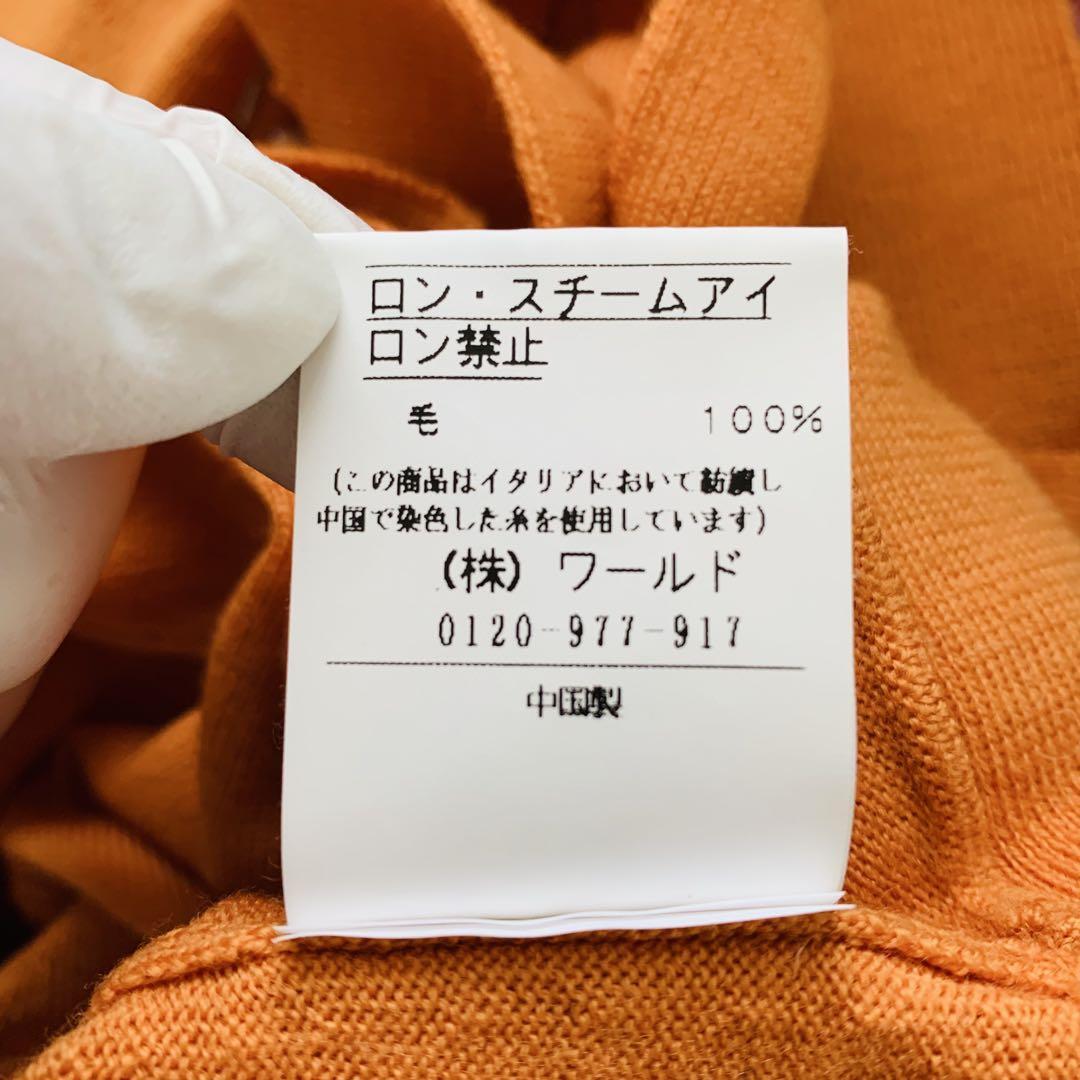 ロン・スチームアイ
ロン禁止
毛 100%
(この商品はイタリアにおいて紡績し
中国で染色した糸を使用しています)
(株) ワールド
0120-977-917
中国製